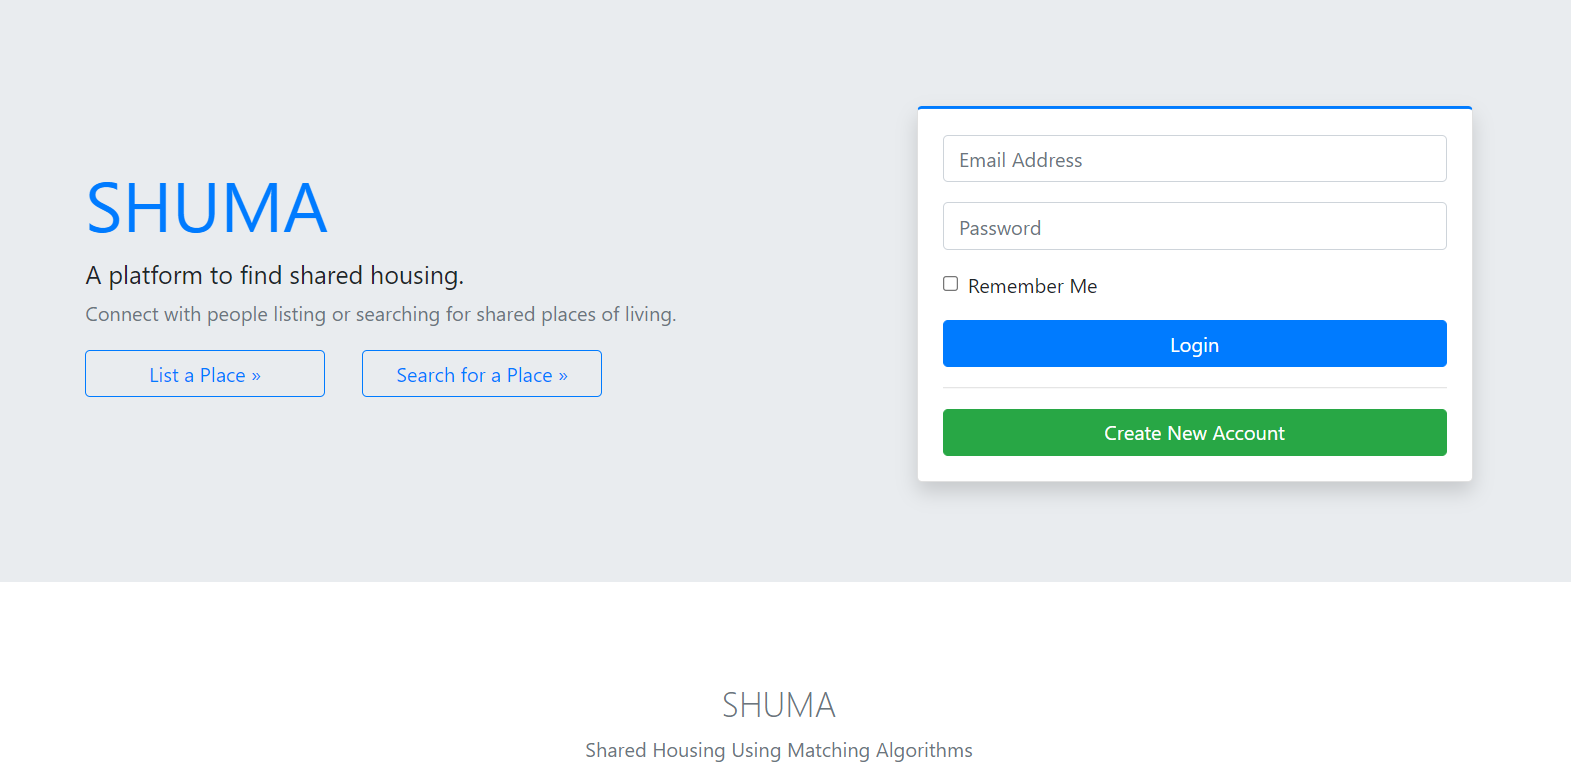 SHUMA
A platform to find shared housing.
Connect with people listing or searching for shared places of living.
List a Place »
Search for a Place »
Email Address
Password
Remember Me
Login
Create New Account
SHUMA
Shared Housing Using Matching Algorithms